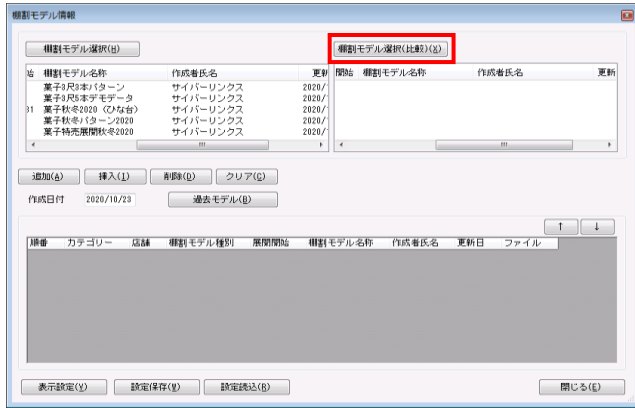 棚割モデル情報
棚割モデル選択(H)
棚割モデル選択(比較)(X)
始 棚割モデル名称 作成者氏名 更新
菓子3尺3本パターン サイバーリンクス 2020/
菓子3尺5本デモデータ サイバーリンクス 2020/
31 菓子秋冬2020（ひな台） サイバーリンクス 2020/
菓子秋冬パターン2020 サイバーリンクス 2020/
菓子特売展開秋冬2020 サイバーリンクス 2020/
開始 棚割モデル名称 作成者氏名 更新
追加(A) 挿入(I) 削除(D) クリア(C)
作成日付 2020/10/23 過去モデル(B)
↑ ↓
順番 カテゴリー 店舗 棚割モデル種別 展開開始 棚割モデル名称 作成者氏名 更新日 ファイル
表示設定(Y) 設定保存(W) 設定読込(R) 閉じる(E)